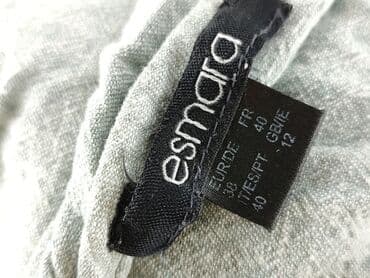 esmara
EUR/DE FR
38 40
IT/ES/PT GB/IE
40 12